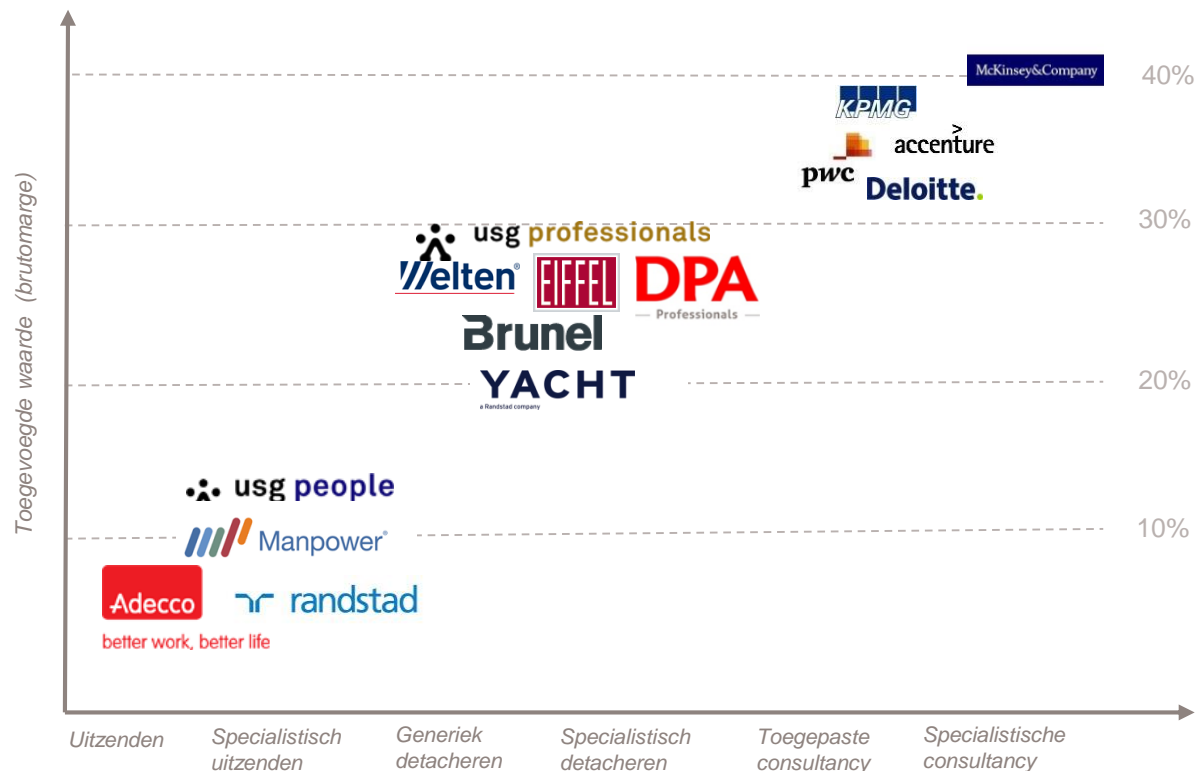 Toegevoegde waarde (brutomarge)
McKinsey&Company
40%
KPMG
>
accenture
pwc
Deloitte.
30%
usg professionals
Welten®
EIFFEL
DPA
Professionals
Brunel
20%
YACHT
a Randstad company
usg people
Manpower®
10%
Adecco
randstad
better work, better life
Uitzenden
Specialistisch
uitzenden
Generiek
detacheren
Specialistisch
detacheren
Toegepaste
consultancy
Specialistische
consultancy